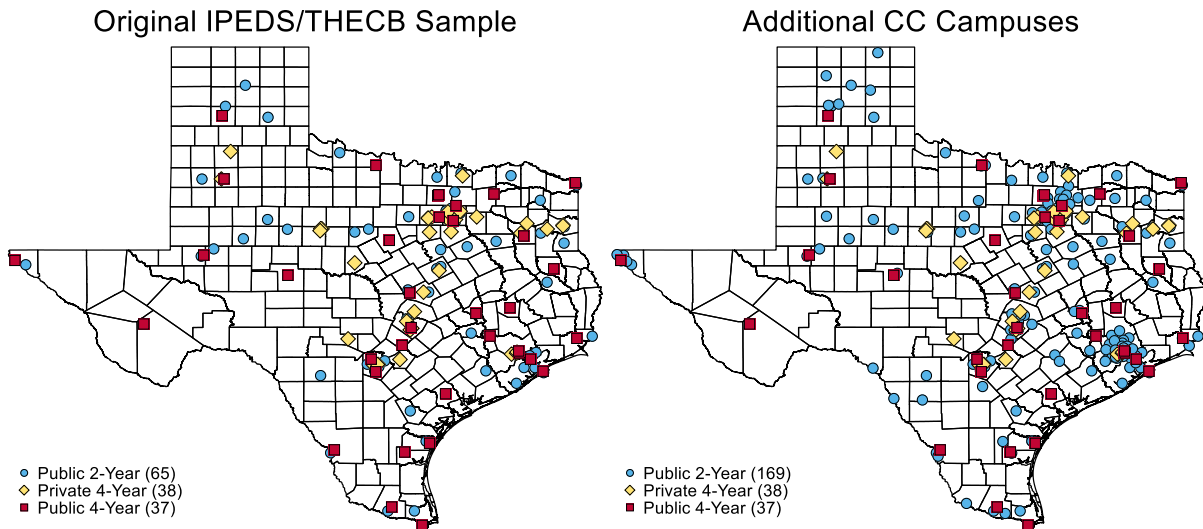 Original IPEDS/THECB Sample
Public 2-Year (65)
Private 4-Year (38)
Public 4-Year (37)
Additional CC Campuses
Public 2-Year (169)
Private 4-Year (38)
Public 4-Year (37)